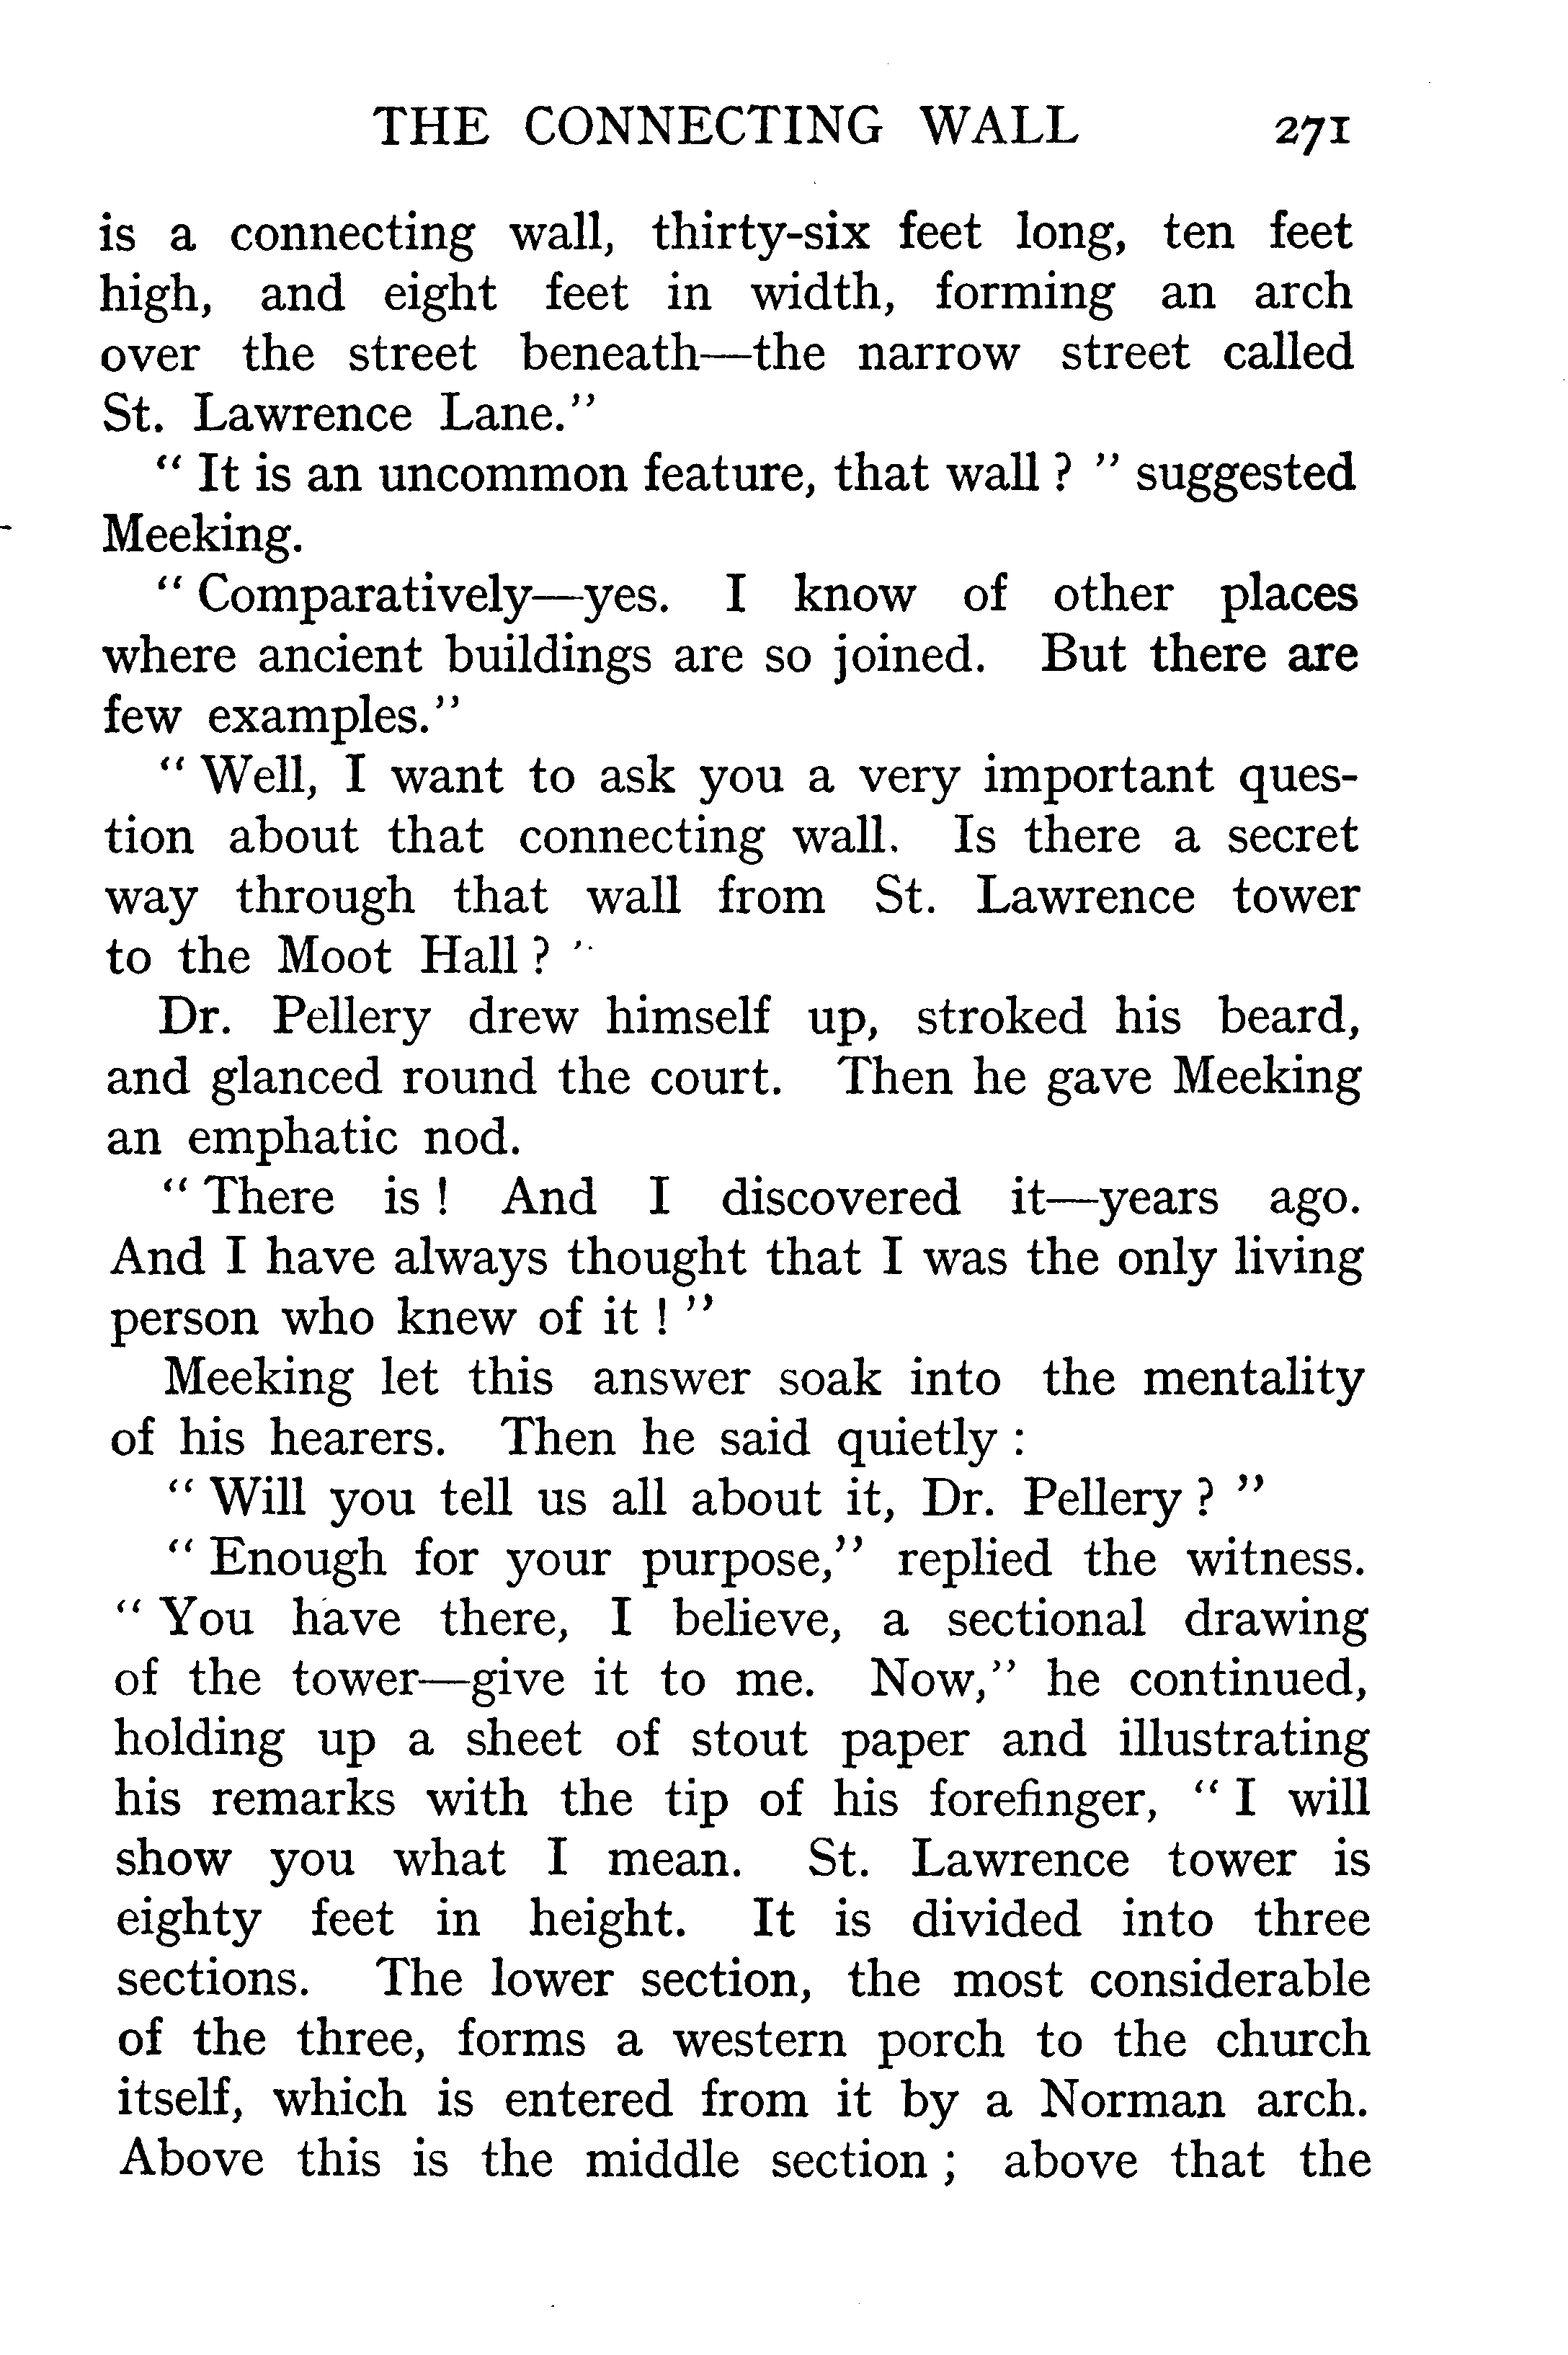 THE CONNECTING WALL 271
is a connecting wall, thirty-six feet long, ten feet
high, and eight feet in width, forming an arch
over the street beneath—the narrow street called
St. Lawrence Lane.”
“ It is an uncommon feature, that wall ? ” suggested
Meeking.
“ Comparatively—yes. I know of other places
where ancient buildings are so joined. But there are
few examples.”
“ Well, I want to ask you a very important ques-
tion about that connecting wall. Is there a secret
way through that wall from St. Lawrence tower
to the Moot Hall ? ”
Dr. Pellery drew himself up, stroked his beard,
and glanced round the court. Then he gave Meeking
an emphatic nod.
“ There is ! And I discovered it—years ago.
And I have always thought that I was the only living
person who knew of it ! ”
Meeking let this answer soak into the mentality
of his hearers. Then he said quietly :
“ Will you tell us all about it, Dr. Pellery ? ”
“ Enough for your purpose,” replied the witness.
“ You have there, I believe, a sectional drawing
of the tower—give it to me. Now,” he continued,
holding up a sheet of stout paper and illustrating
his remarks with the tip of his forefinger, “ I will
show you what I mean. St. Lawrence tower is
eighty feet in height. It is divided into three
sections. The lower section, the most considerable
of the three, forms a western porch to the church
itself, which is entered from it by a Norman arch.
Above this is the middle section ; above that the